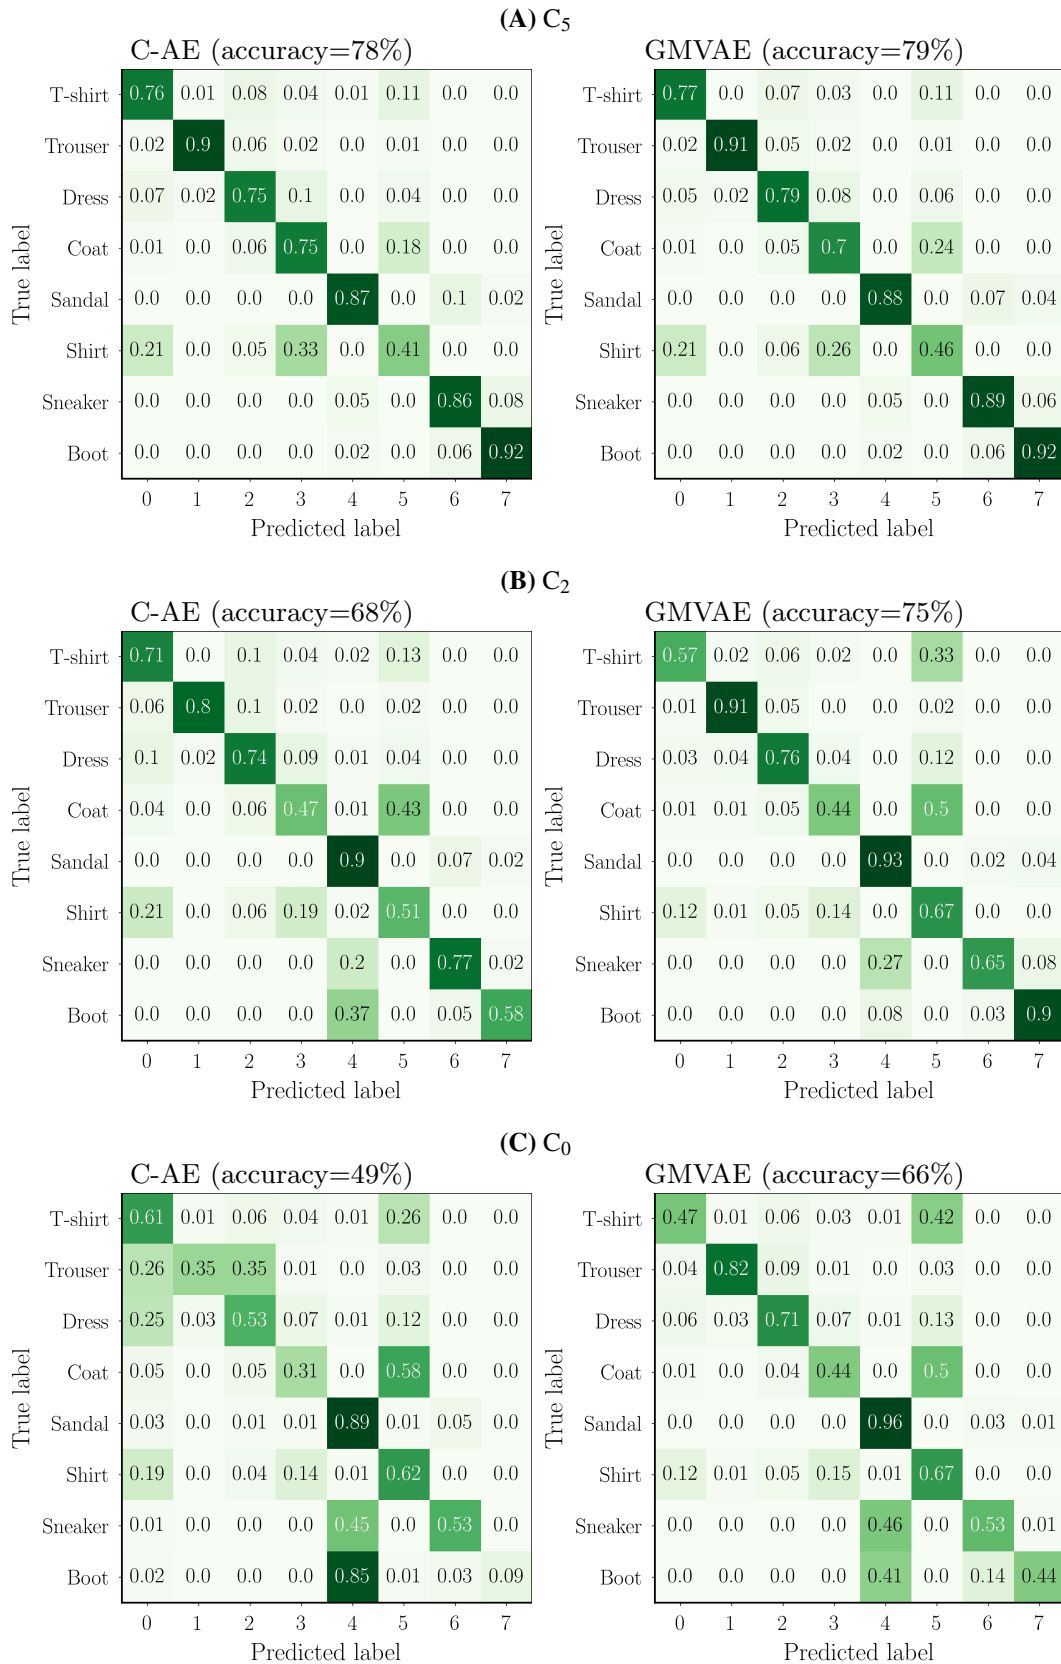 (A) C5
C-AE (accuracy=78%) GMVAE (accuracy=79%)
T-shirt 0.76 0.01 0.08 0.04 0.01 0.11 0.0 0.0 T-shirt 0.77 0.0 0.07 0.03 0.0 0.11 0.0 0.0
Trouser 0.02 0.9 0.06 0.02 0.0 0.01 0.0 0.0 Trouser 0.02 0.91 0.05 0.02 0.0 0.01 0.0 0.0
Dress 0.07 0.02 0.75 0.1 0.0 0.04 0.0 0.0 Dress 0.05 0.02 0.79 0.08 0.0 0.06 0.0 0.0
Coat 0.01 0.0 0.06 0.75 0.0 0.18 0.0 0.0 Coat 0.01 0.0 0.05 0.7 0.0 0.24 0.0 0.0
Sandal 0.0 0.0 0.0 0.0 0.87 0.0 0.1 0.02 Sandal 0.0 0.0 0.0 0.0 0.88 0.0 0.07 0.04
Shirt 0.21 0.0 0.05 0.33 0.0 0.41 0.0 0.0 Shirt 0.21 0.0 0.06 0.26 0.0 0.46 0.0 0.0
Sneaker 0.0 0.0 0.0 0.0 0.05 0.0 0.86 0.08 Sneaker 0.0 0.0 0.0 0.0 0.05 0.0 0.89 0.06
Boot 0.0 0.0 0.0 0.0 0.02 0.0 0.06 0.92 Boot 0.0 0.0 0.0 0.0 0.02 0.0 0.06 0.92
True label True label
0 1 2 3 4 5 6 7 0 1 2 3 4 5 6 7
Predicted label Predicted label
(B) C2
C-AE (accuracy=68%) GMVAE (accuracy=75%)
T-shirt 0.71 0.0 0.1 0.04 0.02 0.13 0.0 0.0 T-shirt 0.57 0.02 0.06 0.02 0.0 0.33 0.0 0.0
Trouser 0.06 0.8 0.1 0.02 0.0 0.02 0.0 0.0 Trouser 0.01 0.91 0.05 0.0 0.0 0.02 0.0 0.0
Dress 0.1 0.02 0.74 0.09 0.01 0.04 0.0 0.0 Dress 0.03 0.04 0.76 0.04 0.0 0.12 0.0 0.0
Coat 0.04 0.0 0.06 0.47 0.01 0.43 0.0 0.0 Coat 0.01 0.01 0.05 0.44 0.0 0.5 0.0 0.0
Sandal 0.0 0.0 0.0 0.0 0.9 0.0 0.07 0.02 Sandal 0.0 0.0 0.0 0.0 0.93 0.0 0.02 0.04
Shirt 0.21 0.0 0.06 0.19 0.02 0.51 0.0 0.0 Shirt 0.12 0.01 0.05 0.14 0.0 0.67 0.0 0.0
Sneaker 0.0 0.0 0.0 0.0 0.2 0.0 0.77 0.02 Sneaker 0.0 0.0 0.0 0.0 0.27 0.0 0.65 0.08
Boot 0.0 0.0 0.0 0.0 0.37 0.0 0.05 0.58 Boot 0.0 0.0 0.0 0.0 0.08 0.0 0.03 0.9
True label True label
0 1 2 3 4 5 6 7 0 1 2 3 4 5 6 7
Predicted label Predicted label
(C) C0
C-AE (accuracy=49%) GMVAE (accuracy=66%)
T-shirt 0.61 0.01 0.06 0.04 0.01 0.26 0.0 0.0 T-shirt 0.47 0.01 0.06 0.03 0.01 0.42 0.0 0.0
Trouser 0.26 0.35 0.35 0.01 0.0 0.03 0.0 0.0 Trouser 0.04 0.82 0.09 0.01 0.0 0.03 0.0 0.0
Dress 0.25 0.03 0.53 0.07 0.01 0.12 0.0 0.0 Dress 0.06 0.03 0.71 0.07 0.01 0.13 0.0 0.0
Coat 0.05 0.0 0.05 0.31 0.0 0.58 0.0 0.0 Coat 0.01 0.0 0.04 0.44 0.0 0.5 0.0 0.0
Sandal 0.03 0.0 0.01 0.01 0.89 0.01 0.05 0.0 Sandal 0.0 0.0 0.0 0.0 0.96 0.0 0.03 0.01
Shirt 0.19 0.0 0.04 0.14 0.01 0.62 0.0 0.0 Shirt 0.12 0.01 0.05 0.15 0.01 0.67 0.0 0.0
Sneaker 0.01 0.0 0.0 0.0 0.45 0.0 0.53 0.0 Sneaker 0.0 0.0 0.0 0.0 0.46 0.0 0.53 0.01
Boot 0.02 0.0 0.0 0.0 0.85 0.01 0.03 0.09 Boot 0.0 0.0 0.0 0.0 0.41 0.0 0.14 0.44
True label True label
0 1 2 3 4 5 6 7 0 1 2 3 4 5 6 7
Predicted label Predicted label